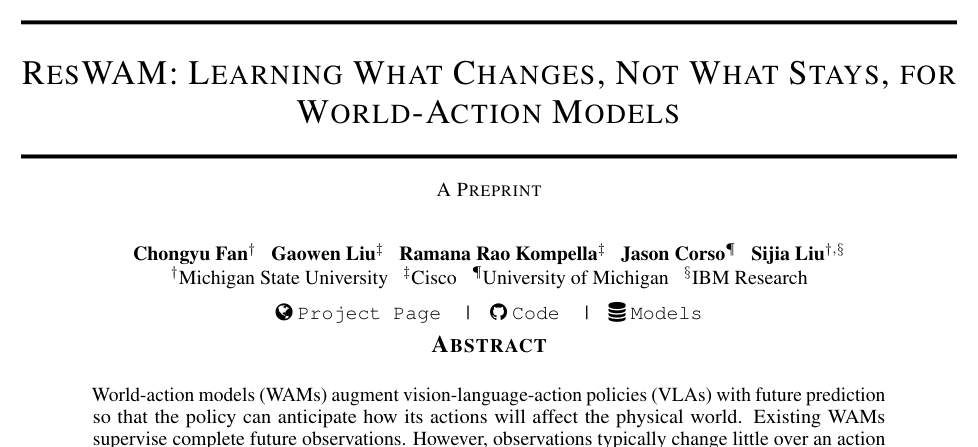 RESWAM: LEARNING WHAT CHANGES, NOT WHAT STAYS, FOR
WORLD-ACTION MODELS
A PREPRINT
Chongyu Fan† Gaowen Liu‡ Ramana Rao Kompella‡ Jason Corso¶ Sijia Liu†,§
†Michigan State University ‡Cisco ¶University of Michigan §IBM Research
Project Page | Code | Models
ABSTRACT
World-action models (WAMs) augment vision-language-action policies (VLAs) with future prediction
so that the policy can anticipate how its actions will affect the physical world. Existing WAMs
supervise complete future observations. However, observations typically change little over an action